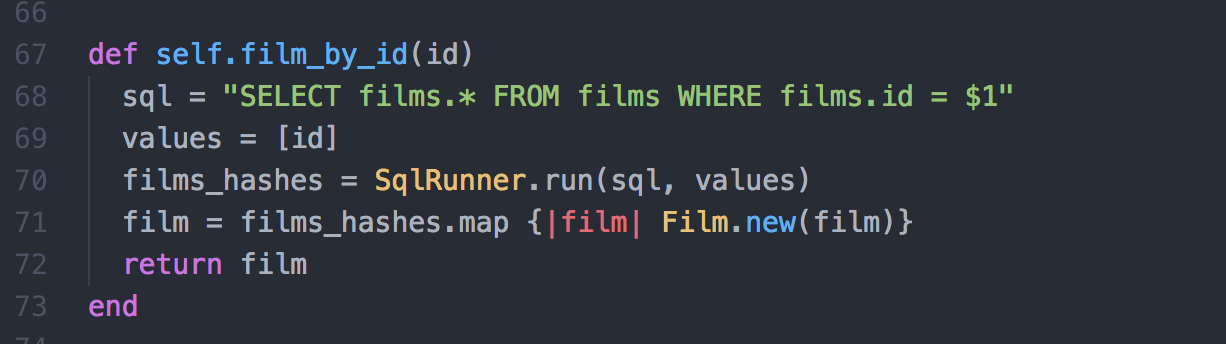 66
67 def self.film_by_id(id)
68   sql = "SELECT films.* FROM films WHERE films.id = $1"
69   values = [id]
70   films_hashes = SqlRunner.run(sql, values)
71   film = films_hashes.map {|film| Film.new(film)}
72   return film
73 end
74